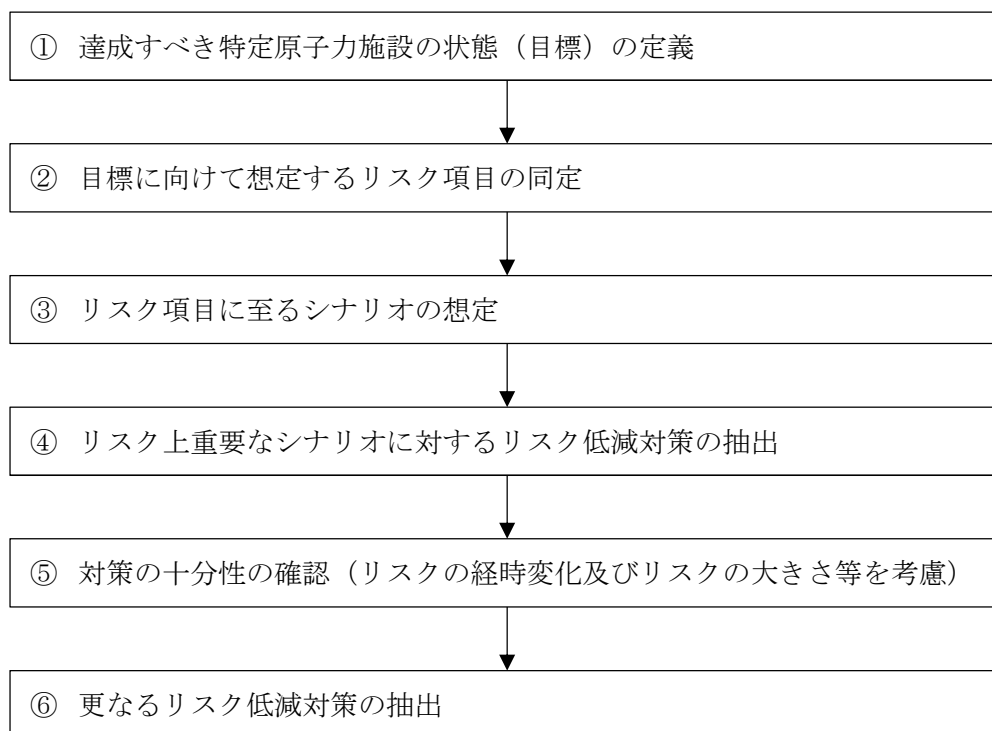 ① 達成すべき特定原子力施設の状態（目標）の定義
② 目標に向けて想定するリスク項目の同定
③ リスク項目に至るシナリオの想定
④ リスク上重要なシナリオに対するリスク低減対策の抽出
⑤ 対策の十分性の確認（リスクの経時変化及びリスクの大きさ等を考慮）
⑥ 更なるリスク低減対策の抽出